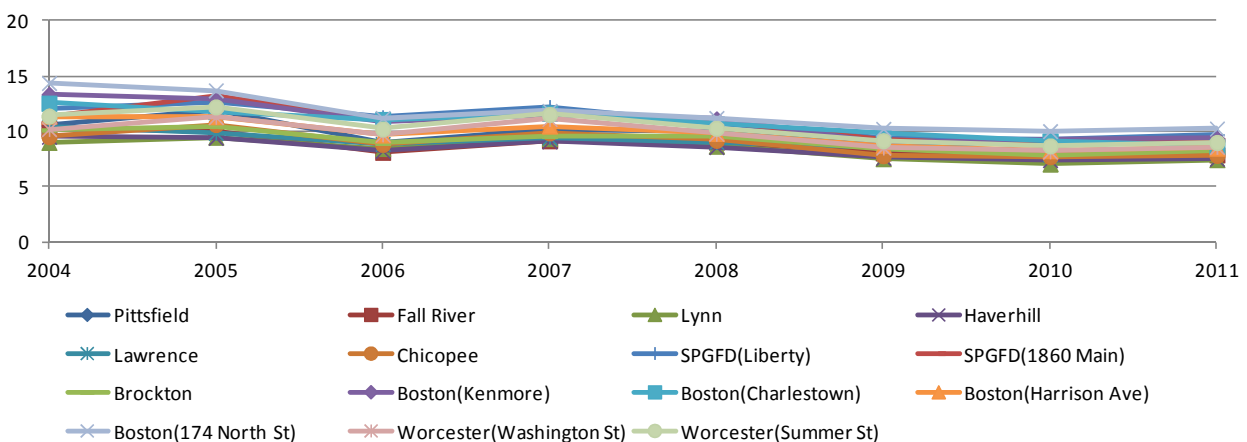 20
15
10
5
0
2004 2005 2006 2007 2008 2009 2010 2011
Pittsfield Fall River Lynn Haverhill
Lawrence Chicopee SPGFD(Liberty) SPGFD(1860 Main)
Brockton Boston(Kenmore) Boston(Charlestown) Boston(Harrison Ave)
Boston(174 North St) Worcester(Washington St) Worcester(Summer St)